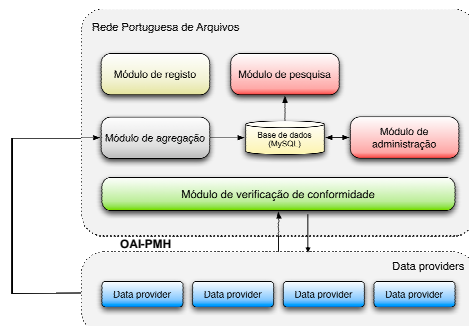 Rede Portuguesa de Arquivos
Módulo de registo
Módulo de pesquisa
Módulo de agregação
Base de dados
(MySQL)
Módulo de
administração
Módulo de verificação de conformidade
OAI-PMH
Data providers
Data provider
Data provider
Data provider
Data provider